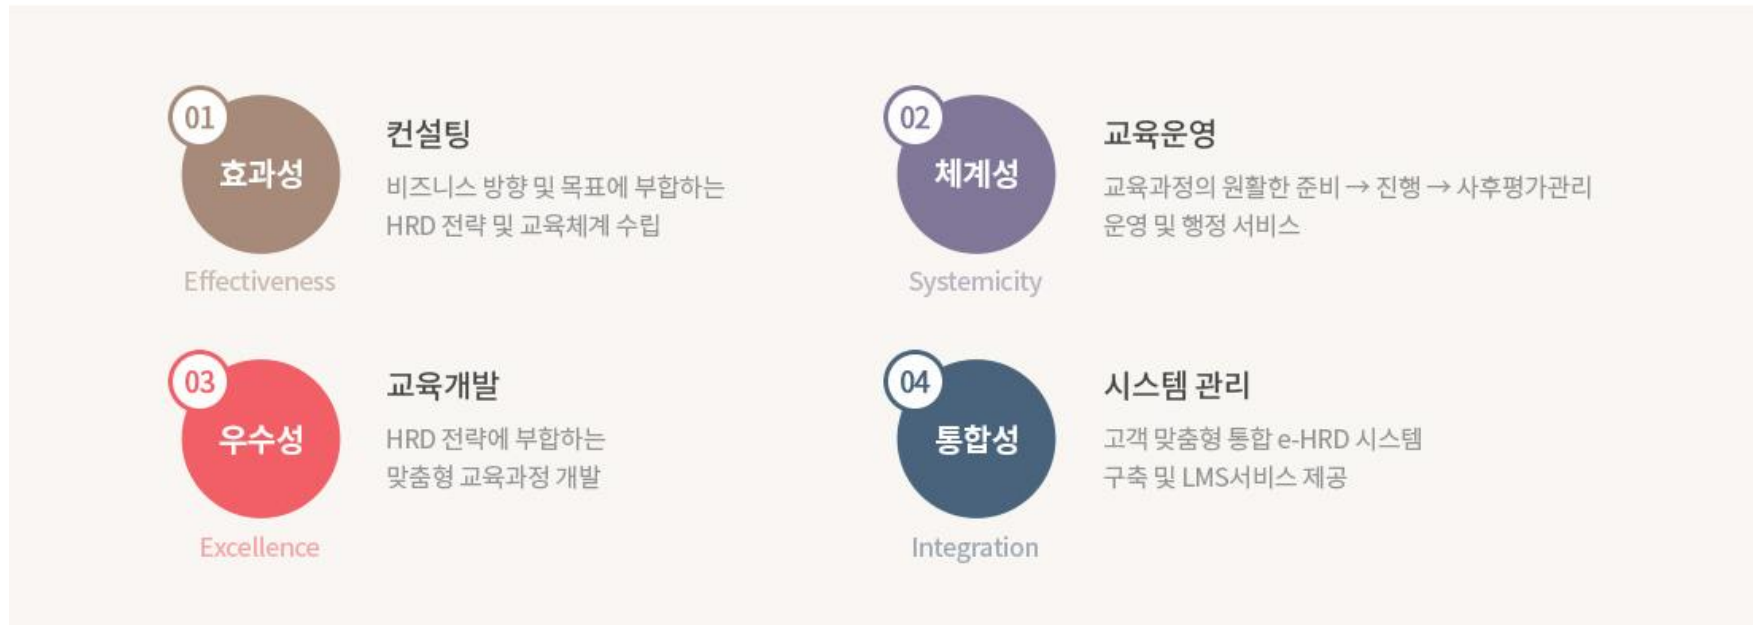 01
효과성
Effectiveness
컨설팅
비즈니스 방향 및 목표에 부합하는
HRD 전략 및 교육체계 수립
02
체계성
Systemicity
교육운영
교육과정의 원활한 준비 → 진행 → 사후평가관리
운영 및 행정 서비스
03
우수성
Excellence
교육개발
HRD 전략에 부합하는
맞춤형 교육과정 개발
04
통합성
Integration
시스템 관리
고객 맞춤형 통합 e-HRD 시스템
구축 및 LMS서비스 제공